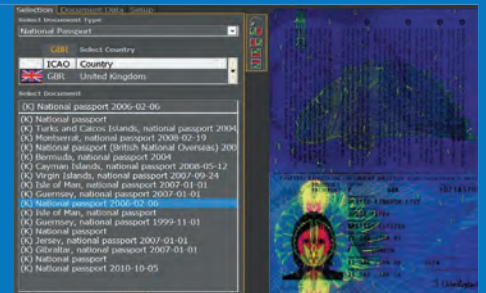 Selection Document Data Setup
Select Document Type
National Passport
GBR Select Country
ICAO Country
GBR United Kingdom
Select Document
(K) National passport 2006-02-06
(K) National passport
(K) Turks and Caicos Islands, national passport 2004
(K) Montserrat, national passport 2008-02-19
(K) National passport (British National Overseas) 200
(K) Bermuda, national passport 2004
(K) Cayman Islands, national passport 2008-05-12
(K) Virgin Islands, national passport 2007-09-24
(K) Isle of Man, national passport 2007-01-01
(K) Guernsey, national passport 2007-01-01
(K) National passport 2006-02-06
(K) Isle of Man, national passport
(K) Guernsey, national passport 1999-11-01
(K) National passport
(K) Jersey, national passport 2007-01-01
(K) Gibraltar, national passport 2007-01-01
(K) National passport
(K) National passport 2010-10-05
GBR